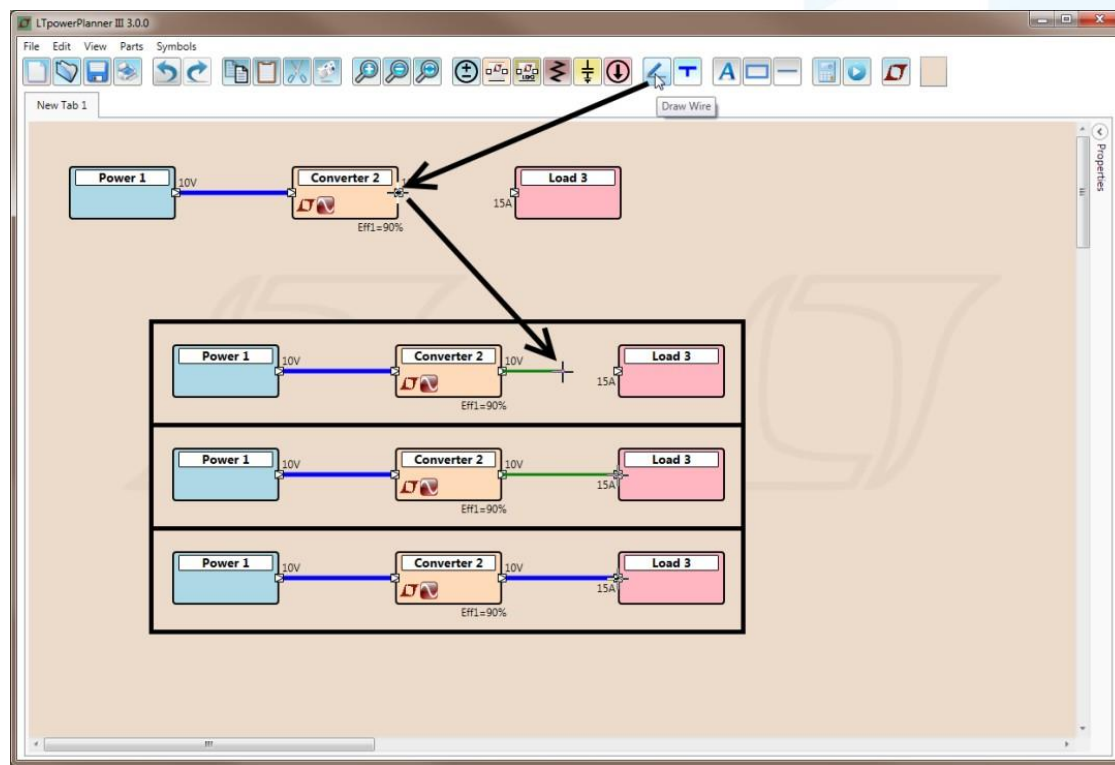 LTpowerPlanner III 3.0.0
File Edit View Parts Symbols
A
Draw Wire
New Tab 1
Properties
Power 1 10V Converter 2 Load 3
15A
Eff1=90%
Power 1 10V Converter 2 10V Load 3
15A
Eff1=90%
Power 1 10V Converter 2 10V Load 3
15A
Eff1=90%
Power 1 10V Converter 2 10V Load 3
15A
Eff1=90%